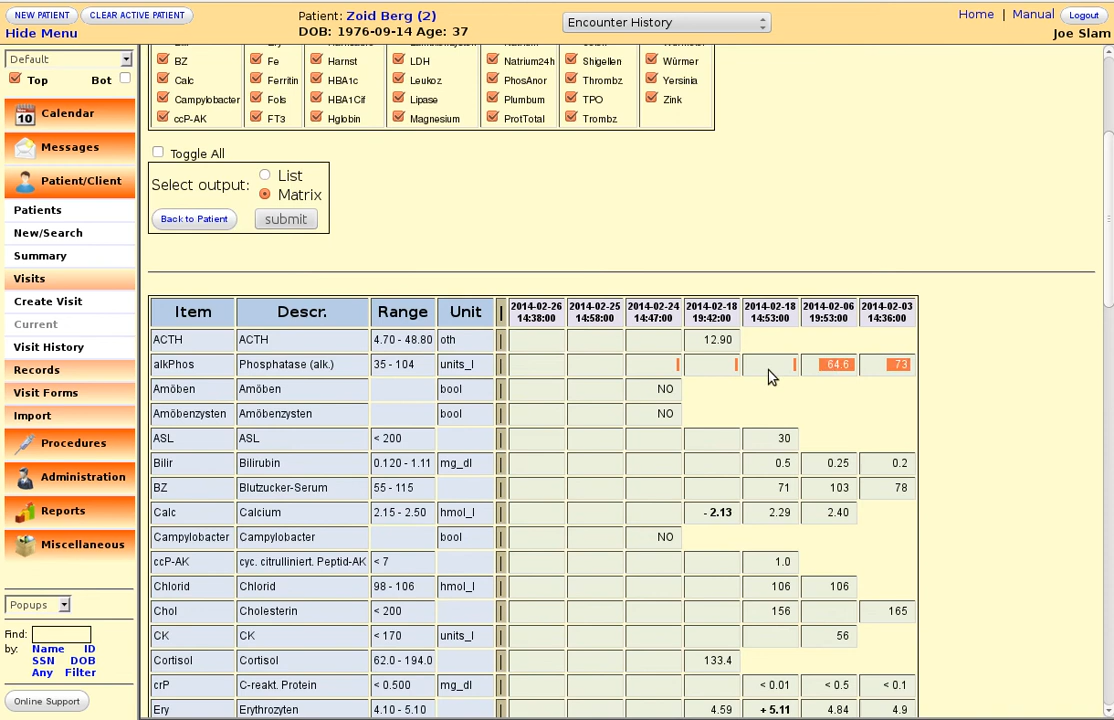 NEW PATIENT CLEAR ACTIVE PATIENT
Hide Menu
Patient: Zoid Berg (2)
DOB: 1976-09-14 Age: 37
Encounter History
Home | Manual Logout
Joe Slam
Default
Top Bot
Calendar
Messages
Patient/Client
Patients
New/Search
Summary
Visits
Create Visit
Current
Visit History
Records
Visit Forms
Import
Procedures
Administration
Reports
Miscellaneous
Popups
Find:
by: Name ID
SSN DOB
Any Filter
Online Support
BZ Fe Harnst LDH Natrium24h Shigellen Würmer
Calc Ferritin HBA1c Leukoz PhosAnor Thrombz Yersinia
Campylobacter Fols HBA1Cif Lipase Plumbum TPO Zink
ccP-AK FT3 Hglobin Magnesium ProtTotal Trombz
Toggle All
Select output: List
Matrix
Back to Patient submit
Item Descr. Range Unit | 2014-02-26 14:38:00 2014-02-25 14:58:00 2014-02-24 14:47:00 2014-02-18 19:42:00 2014-02-18 14:53:00 2014-02-06 19:53:00 2014-02-03 14:36:00
ACTH ACTH 4.70 - 48.80 oth | 12.90
alkPhos Phosphatase (alk.) 35 - 104 units_l | 64.6 73
Amöben Amöben bool | NO
Amöbenzysten Amöbenzysten bool | NO
ASL ASL < 200 | 30
Bilir Bilirubin 0.120 - 1.11 mg_dl | 0.5 0.25 0.2
BZ Blutzucker-Serum 55 - 115 | 71 103 78
Calc Calcium 2.15 - 2.50 hmol_l | - 2.13 2.29 2.40
Campylobacter Campylobacter bool | NO
ccP-AK cyc. citrulliniert. Peptid-AK < 7 | 1.0
Chlorid Chlorid 98 - 106 hmol_l | 106 106
Chol Cholesterin < 200 | 156 165
CK CK < 170 units_l | 56
Cortisol Cortisol 62.0 - 194.0 | 133.4
crP C-reakt. Protein < 0.500 mg_dl | < 0.01 < 0.5 < 0.1
Ery Erythrozyten 4.10 - 5.10 | 4.59 + 5.11 4.84 4.9